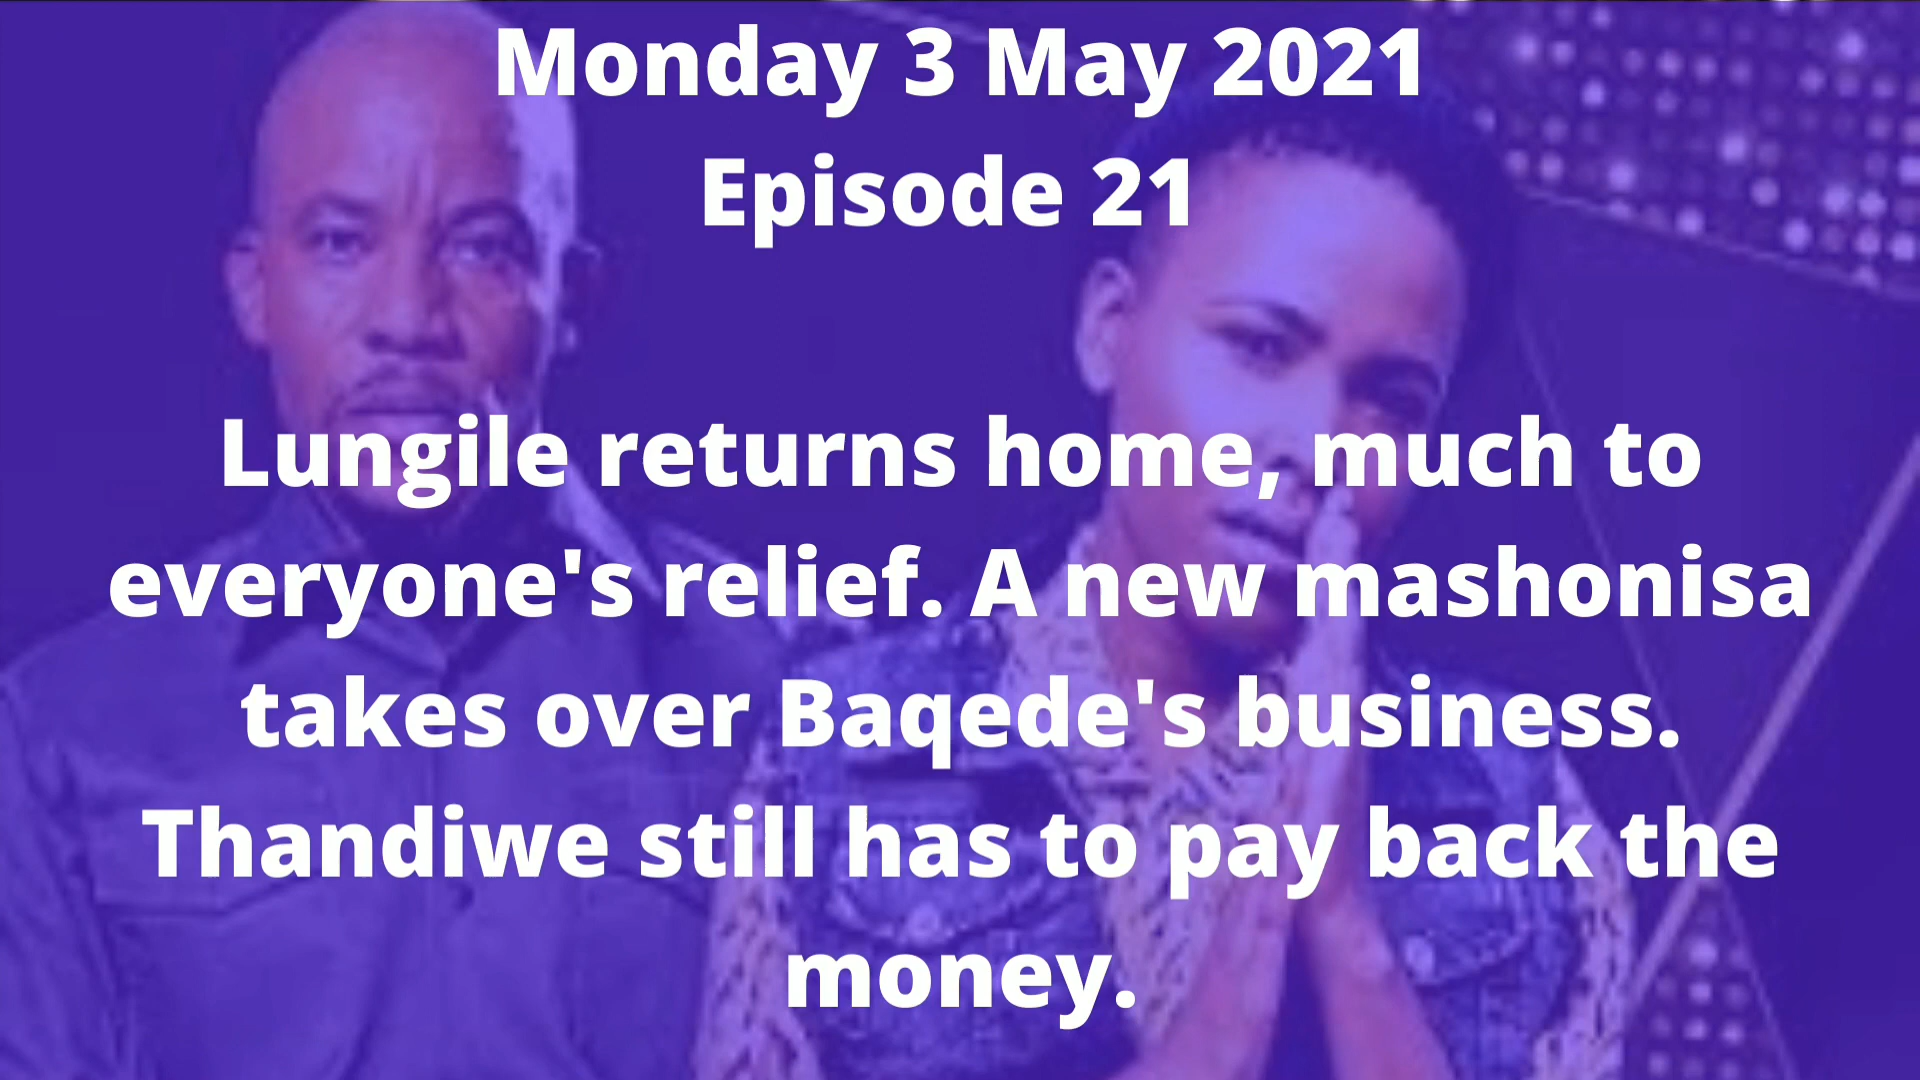 Monday 3 May 2021
Episode 21
Lungile returns home, much to
everyone's relief. A new mashonisa
takes over Baqede's business.
Thandiwe still has to pay back the
money.